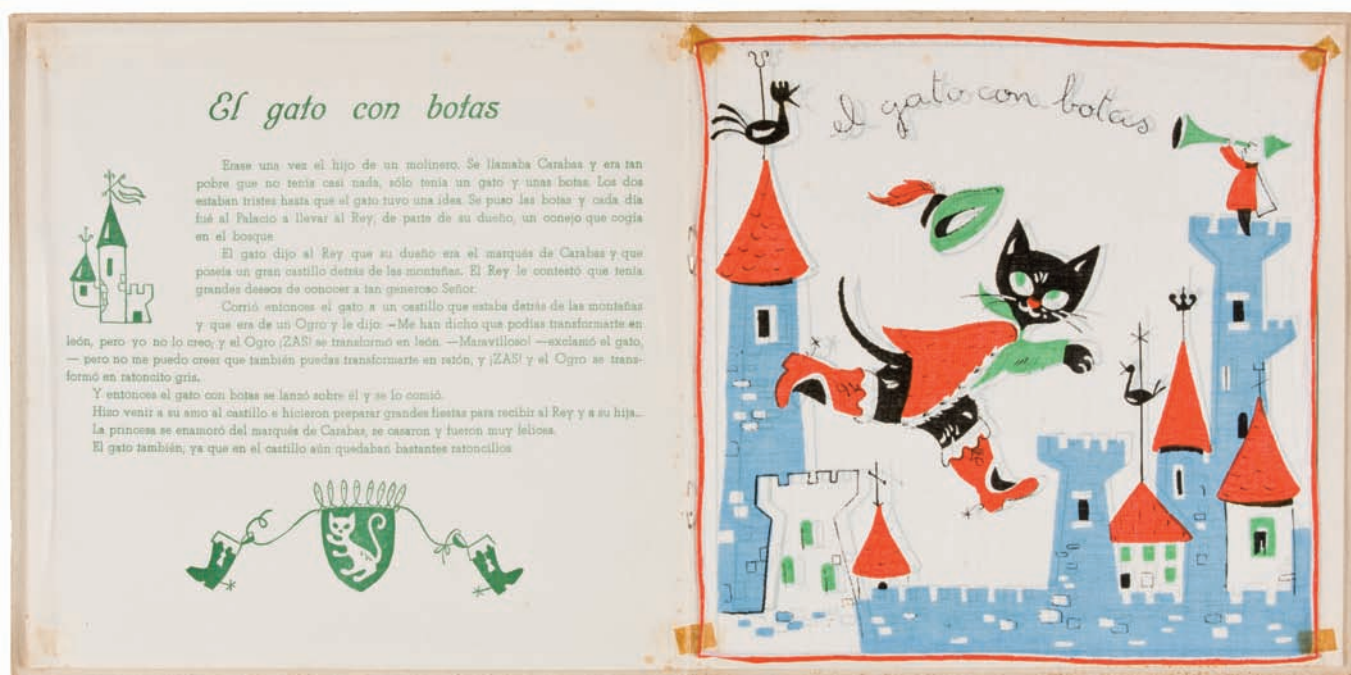 El gato con botas
Erase una vez el hijo de un molinero. Se llamaba Carabas y era tan
pobre que no tenía casi nada, sólo tenía un gato y unas botas. Los dos
estaban tristes hasta que el gato tuvo una idea. Se puso las botas y cada día
fué al Palacio a llevar al Rey, de parte de su dueño, un conejo que cogía
en el bosque.
El gato dijo al Rey que su dueño era el marqués de Carabas y que
poseía un gran castillo detrás de las montañas. El Rey le contestó que tenía
grandes deseos de conocer a tan generoso Señor.
Corrió entonces el gato a un castillo que estaba detrás de las montañas
y que era de un Ogro y le dijo: —Me han dicho que podías transformarte en
león, pero yo no lo creo, y el Ogro ¡ZAS! se transformó en león. —Maravilloso! —exclamó el gato,
— pero no me puedo creer que también puedas transformarte en ratón, y ¡ZAS! y el Ogro se trans-
formó en ratoncito gris.
Y entonces el gato con botas se lanzó sobre él y se lo comió.
Hizo venir a su amo al castillo e hicieron preparar grandes fiestas para recibir al Rey y a su hija...
La princesa se enamoró del marqués de Carabas, se casaron y fueron muy felices.
El gato también, ya que en el castillo aún quedaban bastantes ratoncillos
el gato con botas